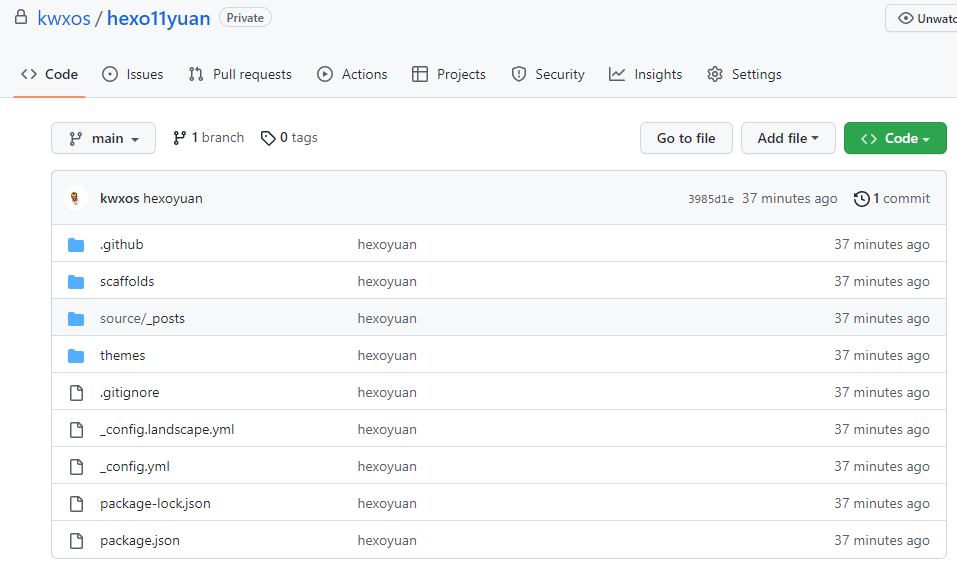 kwxos / hexo11yuan Private
Code Issues Pull requests Actions Projects Security Insights Settings
main 1 branch 0 tags Go to file Add file Code
kwxos hexoyuan 3985d1e 37 minutes ago 1 commit
.github hexoyuan 37 minutes ago
scaffolds hexoyuan 37 minutes ago
source/_posts hexoyuan 37 minutes ago
themes hexoyuan 37 minutes ago
.gitignore hexoyuan 37 minutes ago
_config.landscape.yml hexoyuan 37 minutes ago
_config.yml hexoyuan 37 minutes ago
package-lock.json hexoyuan 37 minutes ago
package.json hexoyuan 37 minutes ago